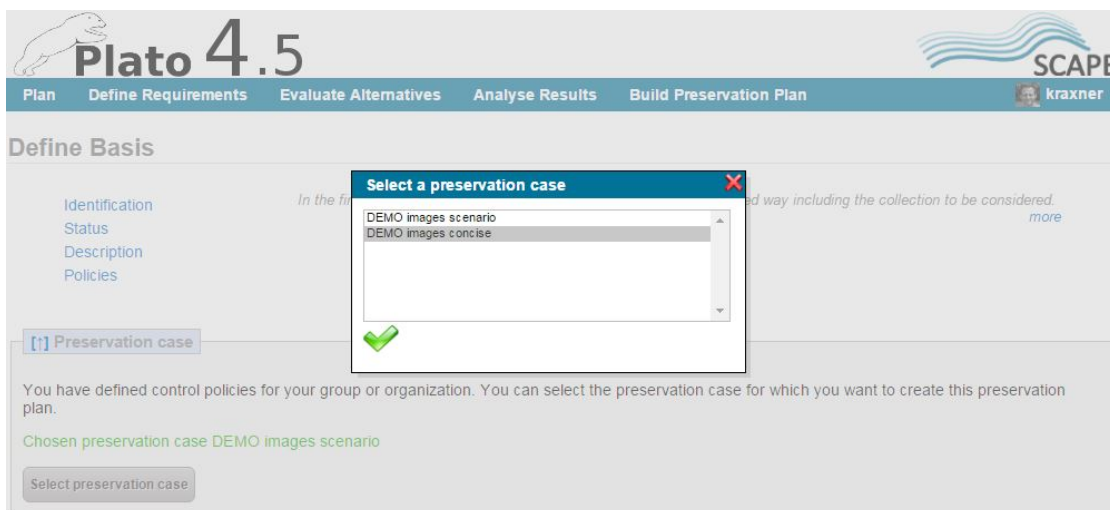 Plato 4.5
SCAPE
Plan Define Requirements Evaluate Alternatives Analyse Results Build Preservation Plan kraxner
Define Basis
Select a preservation case
Identification
In the fir
ed way including the collection to be considered.
more
DEMO images scenario
DEMO images concise
Status
Description
Policies
[↑] Preservation case
You have defined control policies for your group or organization. You can select the preservation case for which you want to create this preservation
plan.
Chosen preservation case DEMO images scenario
Select preservation case